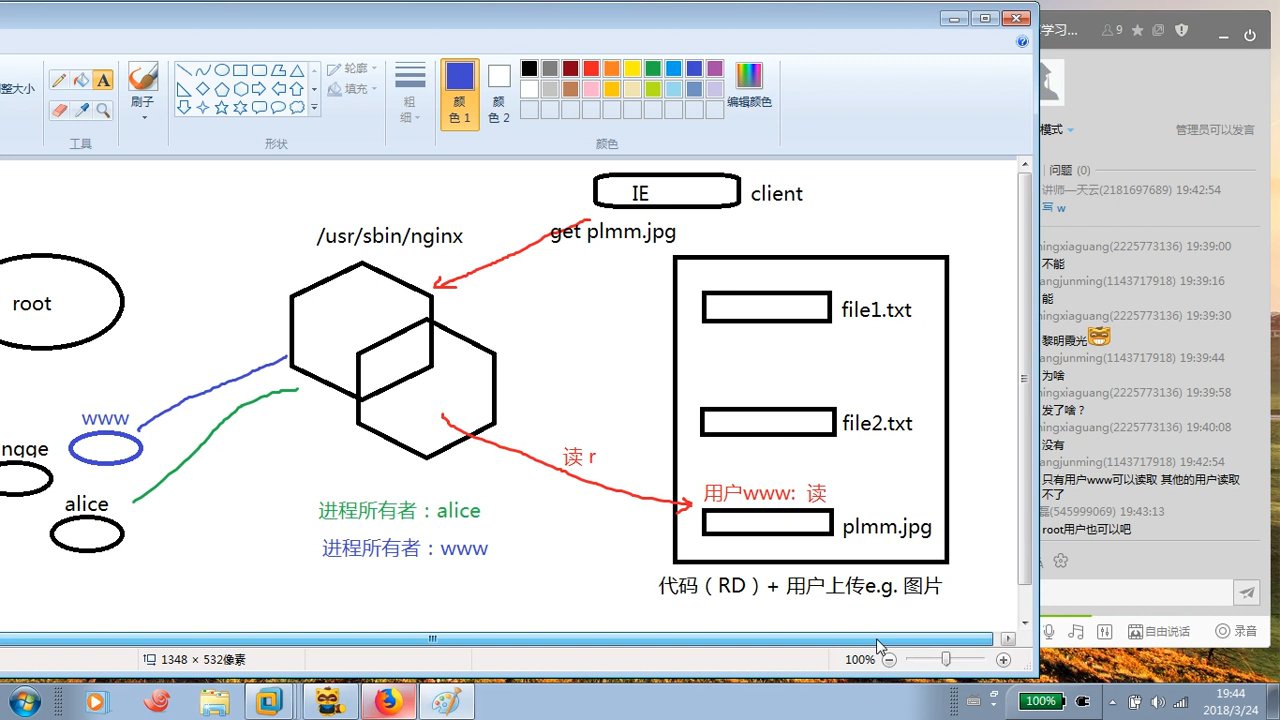 整大小
工具
刷子
形状
轮廓
填充
粗
细
颜
色 1
颜
色 2
编辑颜色
颜色
IE
client
get plmm.jpg
/usr/sbin/nginx
root
www
alice
读 r
进程所有者：alice
进程所有者：www
file1.txt
file2.txt
用户www: 读
plmm.jpg
代码（RD）+ 用户上传e.g. 图片
1348 × 532像素
100%
学习...
9
模式
管理员可以发言
问题 (0)
讲师—天云(2181697689) 19:42:54
写 w
ingxiaguang(2225773136) 19:39:00
不能
angjunming(1143717918) 19:39:16
能
ingxiaguang(2225773136) 19:39:30
黎明霞光
angjunming(1143717918) 19:39:44
为啥
ingxiaguang(2225773136) 19:39:58
发了啥？
ingxiaguang(2225773136) 19:40:08
没有
angjunming(1143717918) 19:42:54
只有用户www可以读取 其他的用户读取
不了
磊(545999069) 19:43:13
root用户也可以吧
自由说话
录音
100%
19:44
2018/3/24